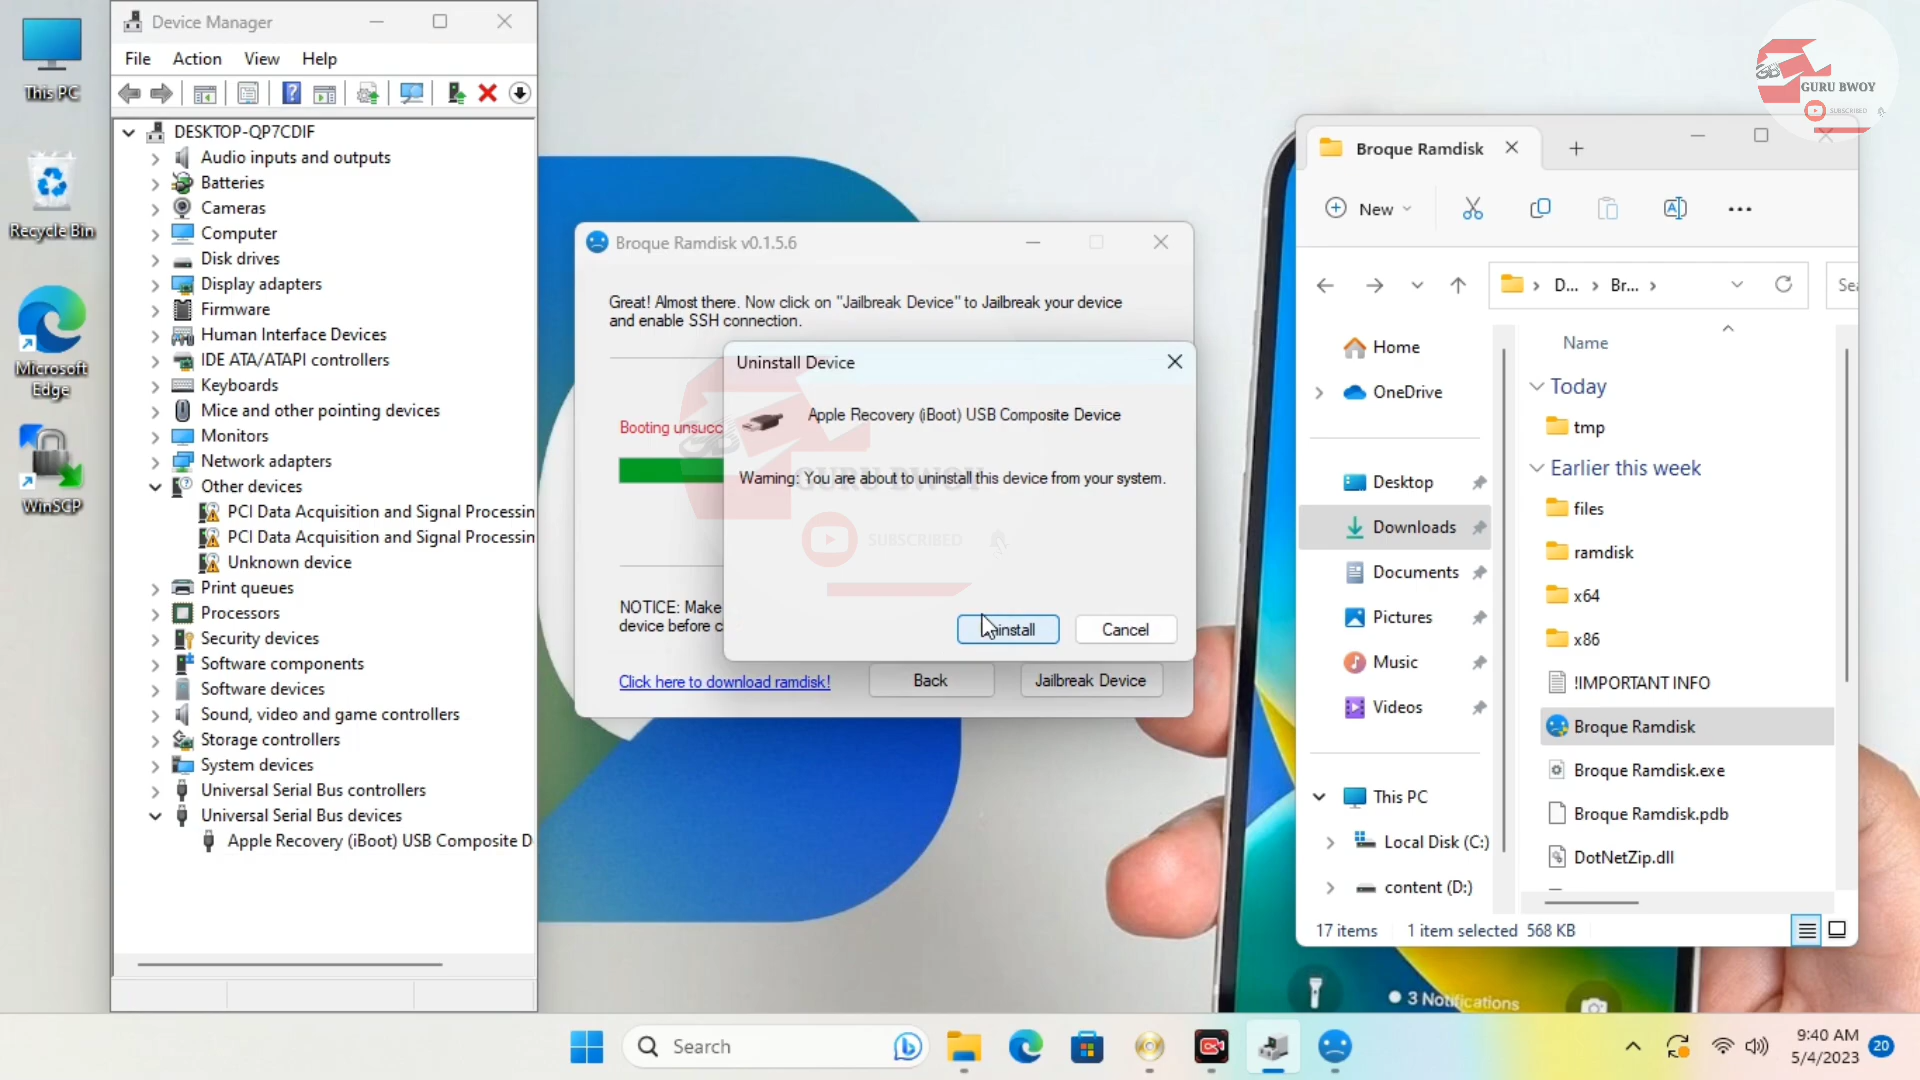 This PC
Recycle Bin
Microsoft
Edge
WinSCP
Device Manager
File Action View Help
DESKTOP-QP7CDIF
Audio inputs and outputs
Batteries
Cameras
Computer
Disk drives
Display adapters
Firmware
Human Interface Devices
IDE ATA/ATAPI controllers
Keyboards
Mice and other pointing devices
Monitors
Network adapters
Other devices
PCI Data Acquisition and Signal Processin
PCI Data Acquisition and Signal Processin
Unknown device
Print queues
Processors
Security devices
Software components
Software devices
Sound, video and game controllers
Storage controllers
System devices
Universal Serial Bus controllers
Universal Serial Bus devices
Apple Recovery (iBoot) USB Composite D
Broque Ramdisk v0.1.5.6
Great! Almost there. Now click on "Jailbreak Device" to Jailbreak your device
and enable SSH connection.
Booting unsucc
NOTICE: Make
device before c
Click here to download ramdisk!
Back
Jailbreak Device
Uninstall Device
Apple Recovery (iBoot) USB Composite Device
Warning: You are about to uninstall this device from your system.
GURU BWOY
SUBSCRIBED
Cancel
GB
GURU BWOY
SUBSCRIBED
Broque Ramdisk
New
D... Br... Sea
Home
OneDrive
Desktop
Downloads
Documents
Pictures
Music
Videos
This PC
Local Disk (C:)
content (D:)
Name
Today
tmp
Earlier this week
files
ramdisk
x64
x86
!IMPORTANT INFO
Broque Ramdisk
Broque Ramdisk.exe
Broque Ramdisk.pdb
DotNetZip.dll
17 items 1 item selected 568 KB
3 Notifications
Search
9:40 AM
5/4/2023
20